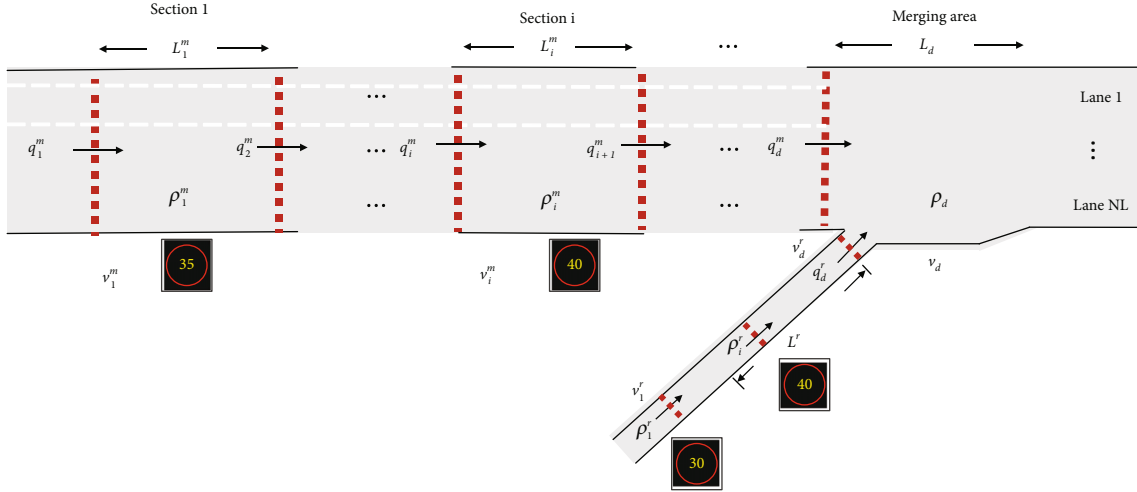 Section 1
Section i
Merging area
L_1^m
L_i^m
...
L_d
Lane 1
...
q_1^m
q_2^m
... q_i^m
q_{i+1}^m
... q_d^m
⋮
ρ_1^m
...
ρ_i^m
...
ρ_d
Lane NL
v_1^m
35
v_i^m
40
v_d^r
q_d^r
v_d
ρ_i^r
L^r
v_1^r
40
ρ_1^r
30